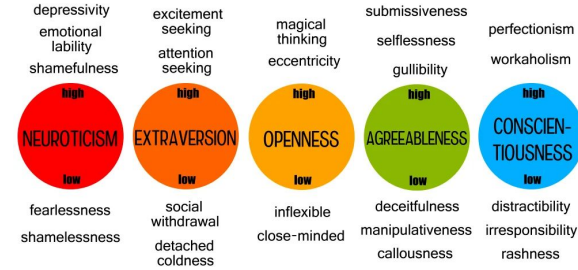 depressivity
emotional
lability
shamefulness
high
NEUROTICISM
low
fearlessness
shamelessness
excitement
seeking
attention
seeking
high
EXTRAVERSION
low
social
withdrawal
detached
coldness
magical
thinking
eccentricity
high
OPENNESS
low
inflexible
close-minded
submissiveness
selflessness
gullibility
high
AGREEABLENESS
low
deceitfulness
manipulativeness
callousness
perfectionism
workaholism
high
CONSCIEN-
TIOUSNESS
low
distractibility
irresponsibility
rashness